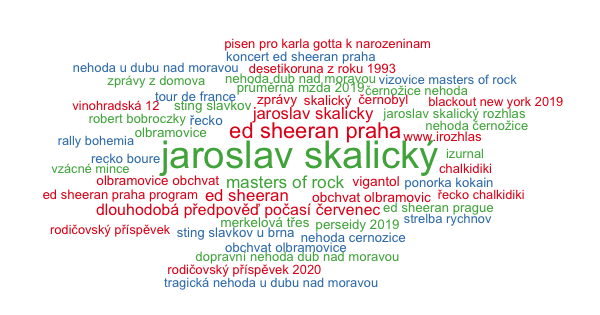 pisen pro karla gotta k narozeninam
koncert ed sheeran praha
nehoda u dubu nad moravou desetikoruna z roku 1993
zprávy z domova nehoda dub nad moravou vizovice masters of rock
průměrná mzda 2019 černožice nehoda
tour de france zprávy skalický černobyl blackout new york 2019
vinohradská 12 sting slavkov jaroslav skalicky jaroslav skalický rozhlas
robert bobroczky řecko ed sheeran praha nehoda černožice
olbramovice www.irozhlas
rally bohemia jaroslav skalický izurnal
recko boure chalkidiki
vzácné mince
olbramovice obchvat masters of rock vigantol ponorka kokain
ed sheeran praha program ed sheeran obchvat olbramovic řecko chalkidiki
dlouhodobá předpověď počasí červenec ed sheeran prague
merkelová třes perseidy 2019 strelba rychnov
rodičovský příspěvek sting slavkov u brna nehoda cernozice
obchvat olbramovice
dopravni nehoda dub nad moravou
rodičovský příspěvek 2020
tragická nehoda u dubu nad moravou